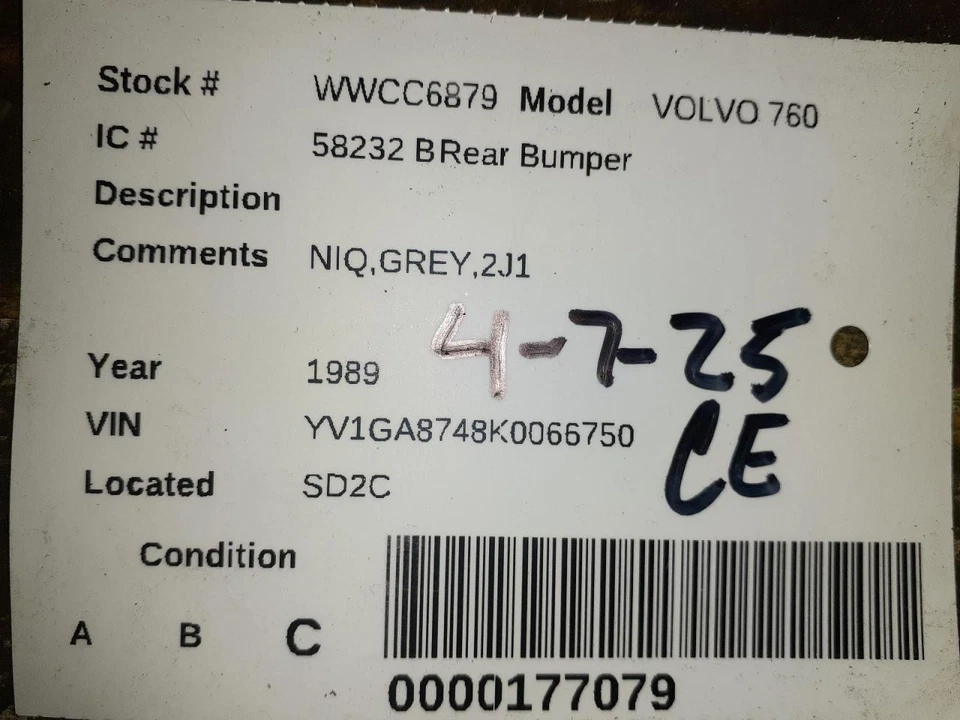 Stock # WWCC6879 Model VOLVO 760
IC # 58232 BRear Bumper
Description
Comments NIQ,GREY,2J1
4-7-25
Year 1989
VIN YV1GA8748K0066750
CE
Located SD2C
Condition
A B C
0000177079